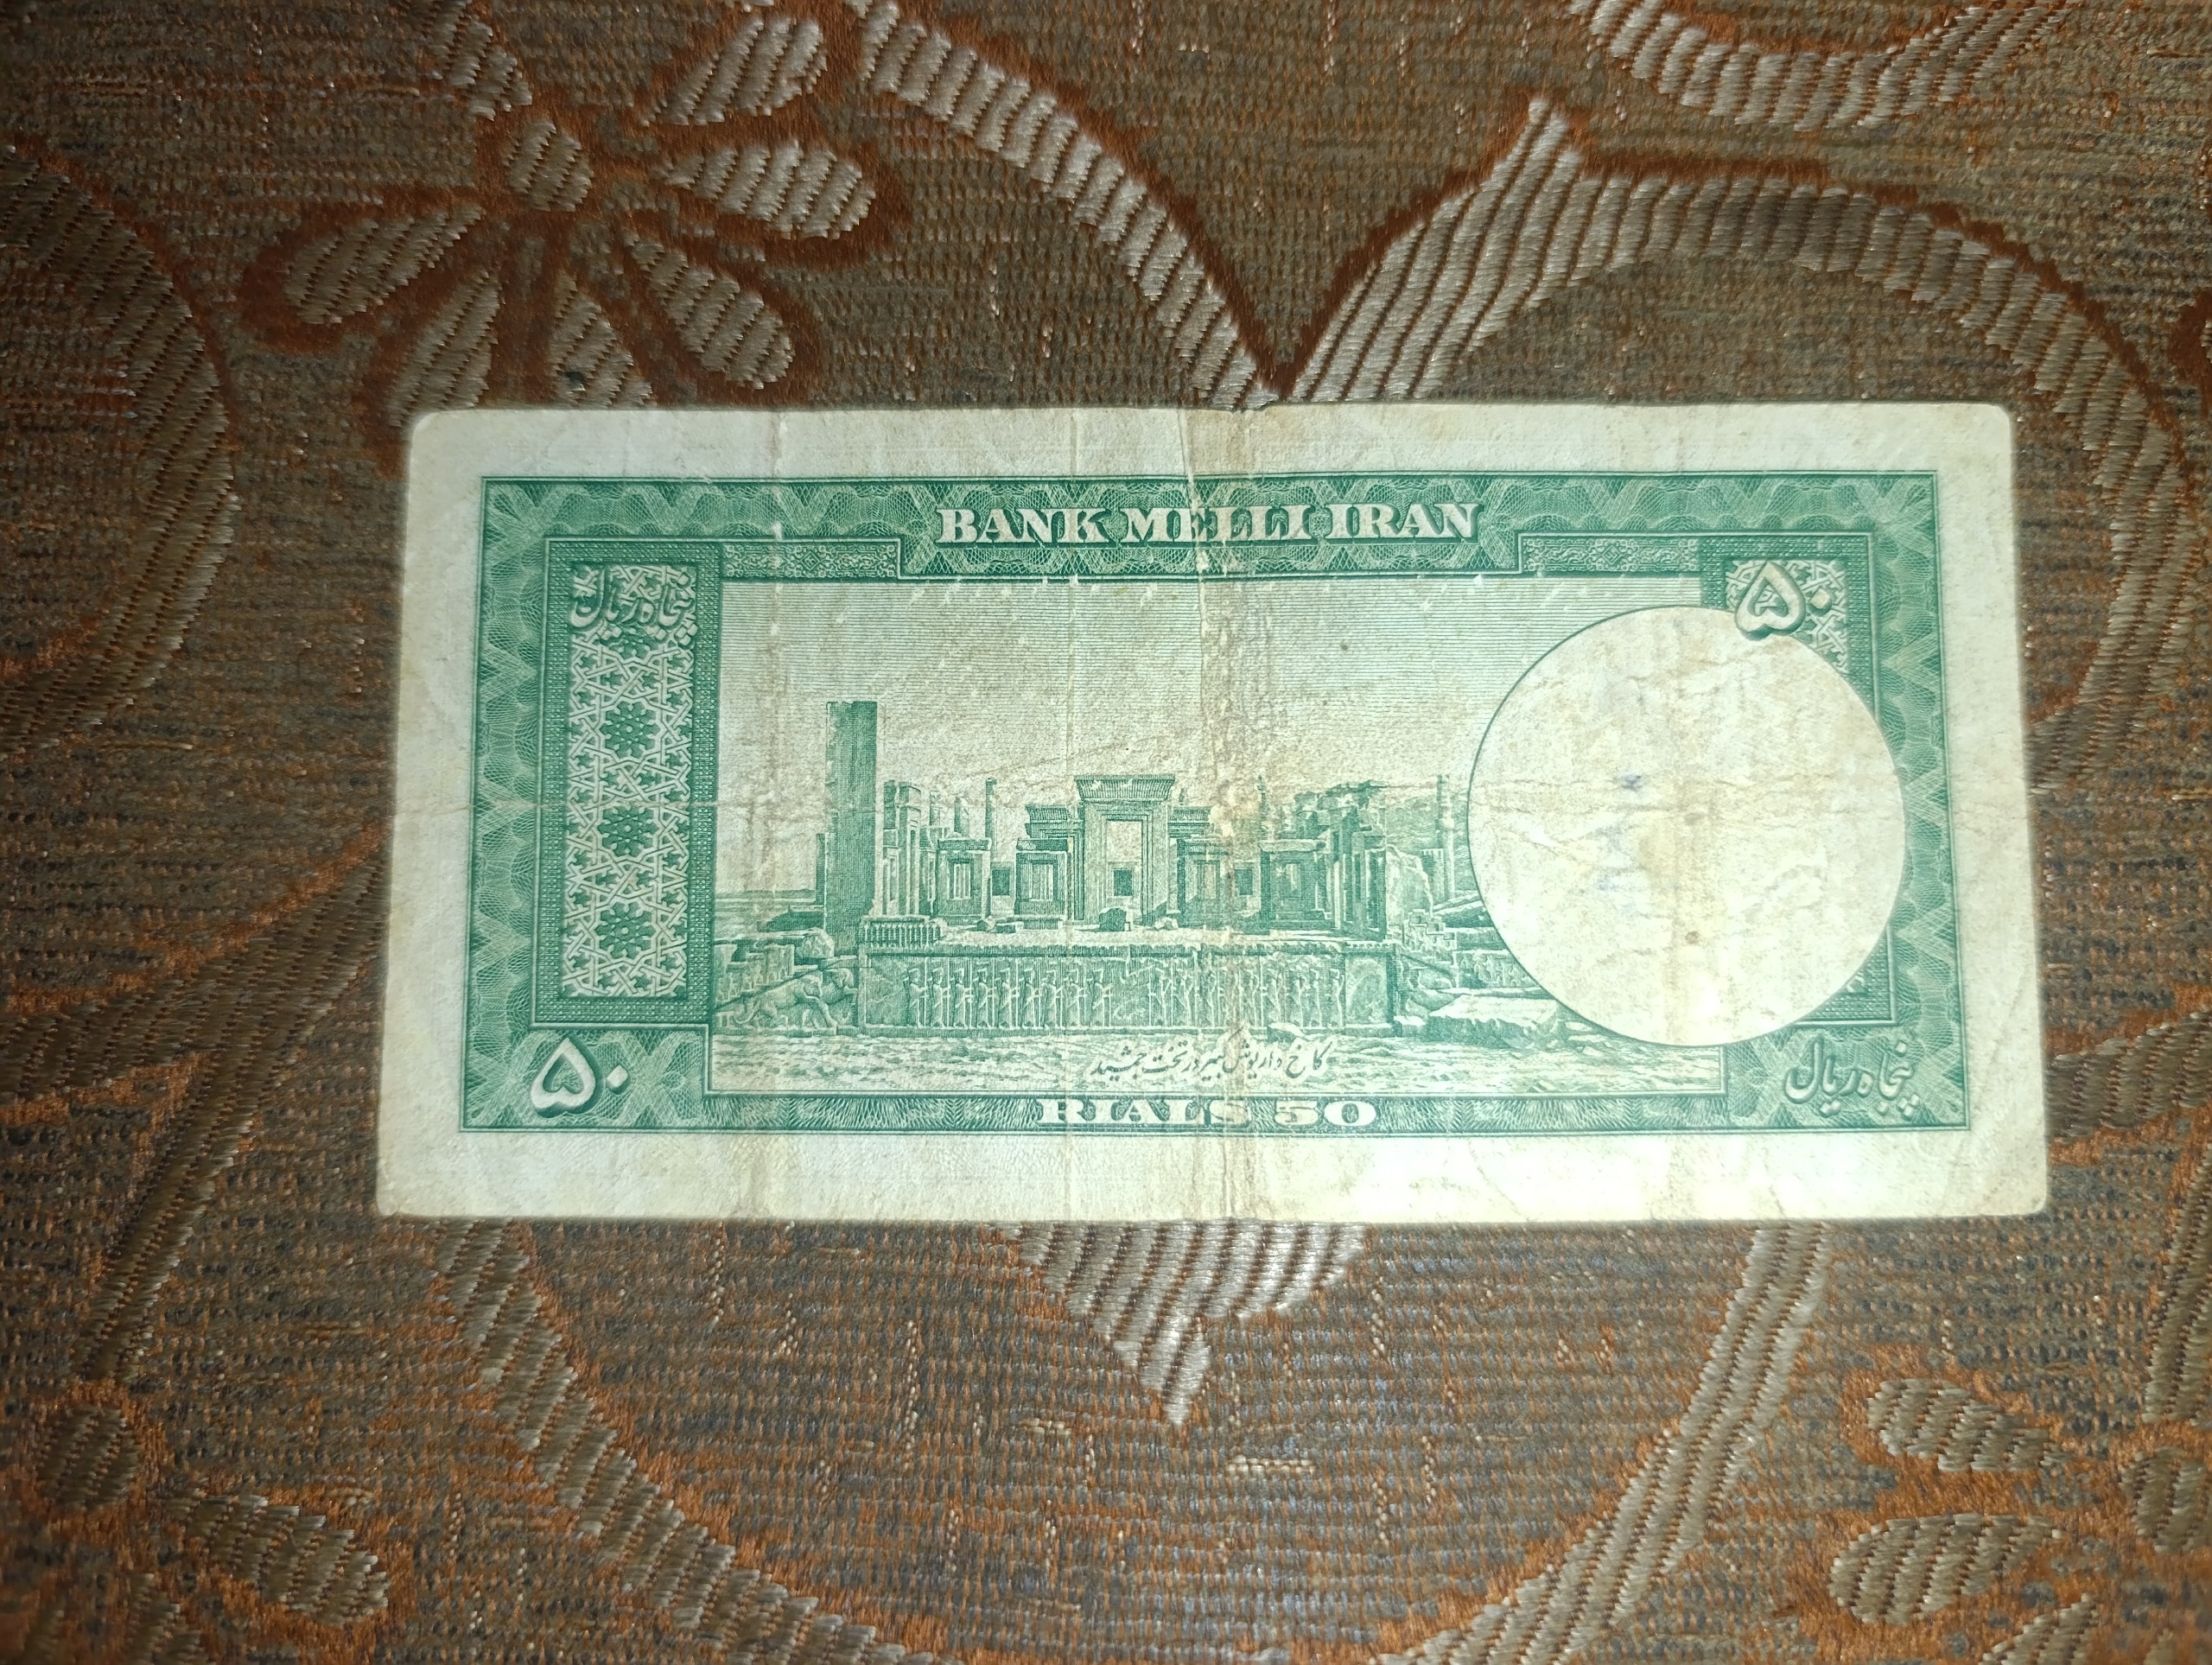 BANK MELLI IRAN
پنجاه ریال
۵۰
کاخ داریوش کبیر در تخت جمشید
۵۰
RIALS 50
پنجاه ریال